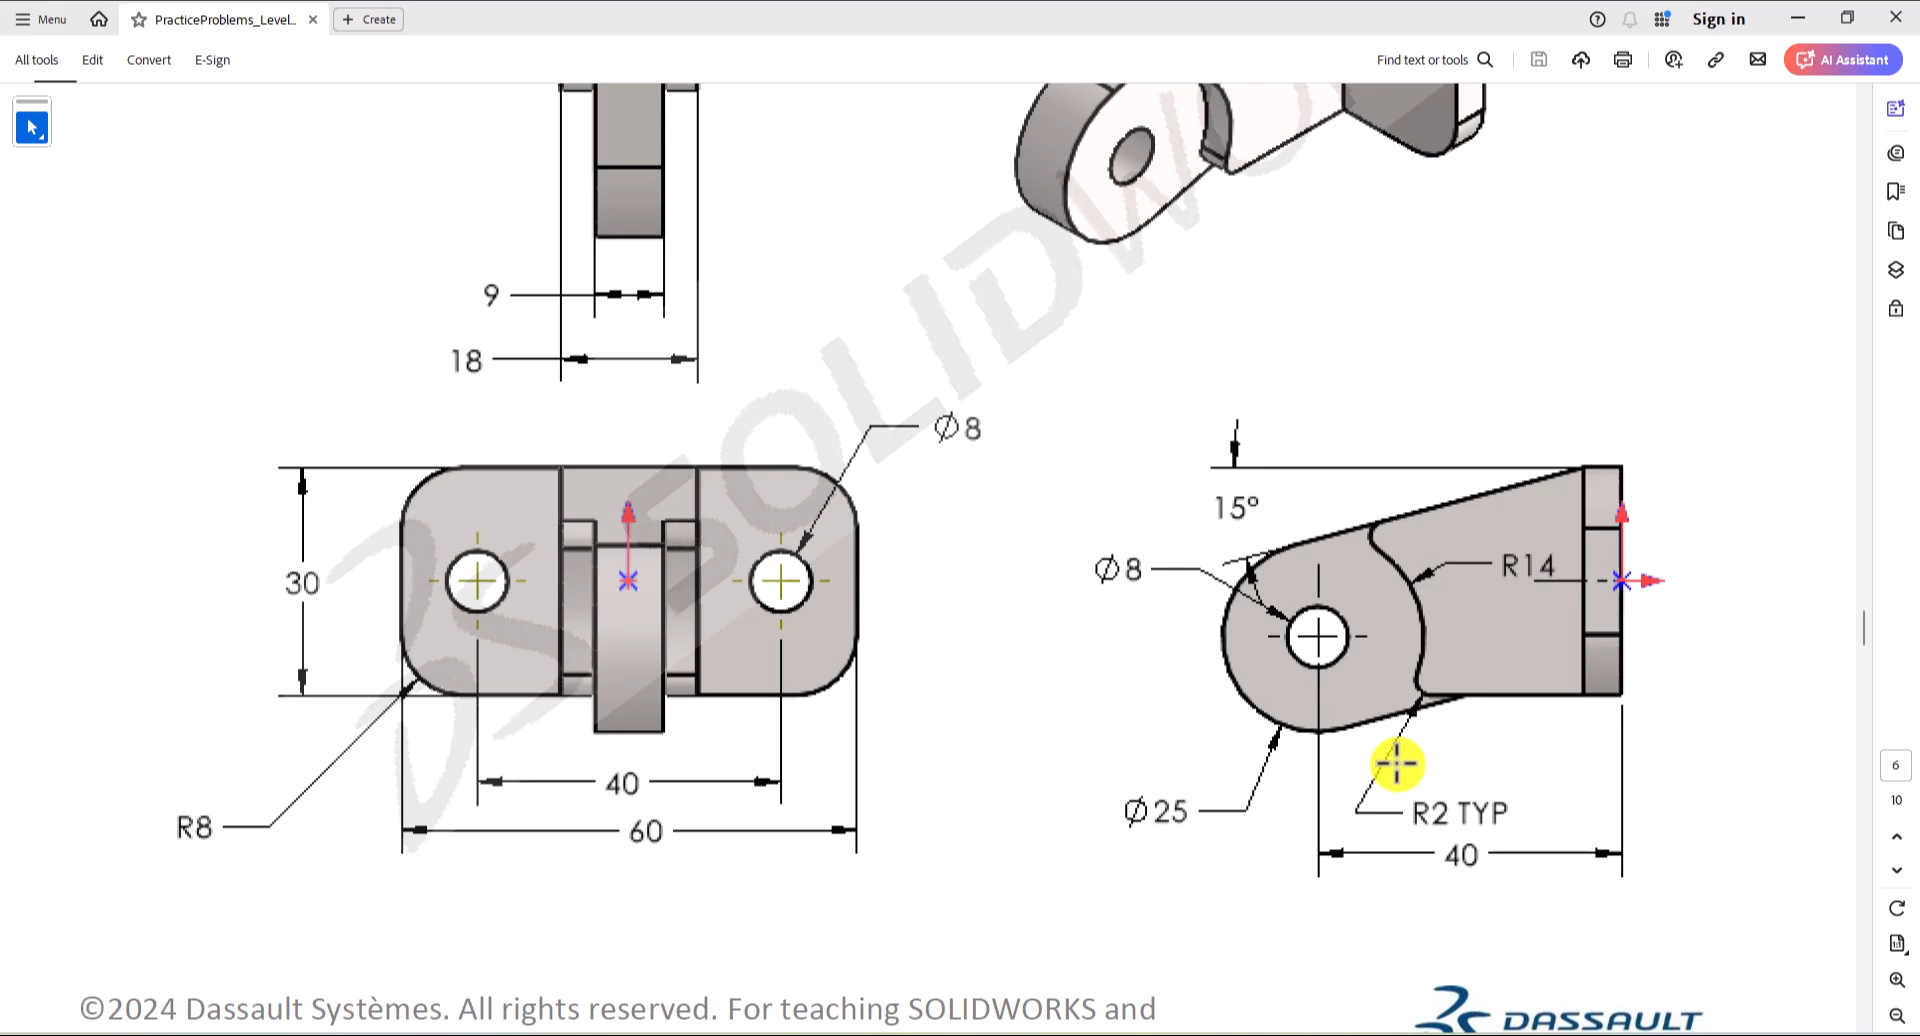 Menu PracticeProblems_Level... Create Sign in
All tools Edit Convert E-Sign Find text or tools AI Assistant
9
18
SOLIDWO
Ø8
15°
Ø8
R14
30
40
R8
60
Ø25
R2 TYP
40
6
10
©2024 Dassault Systèmes. All rights reserved. For teaching SOLIDWORKS and
DASSAULT